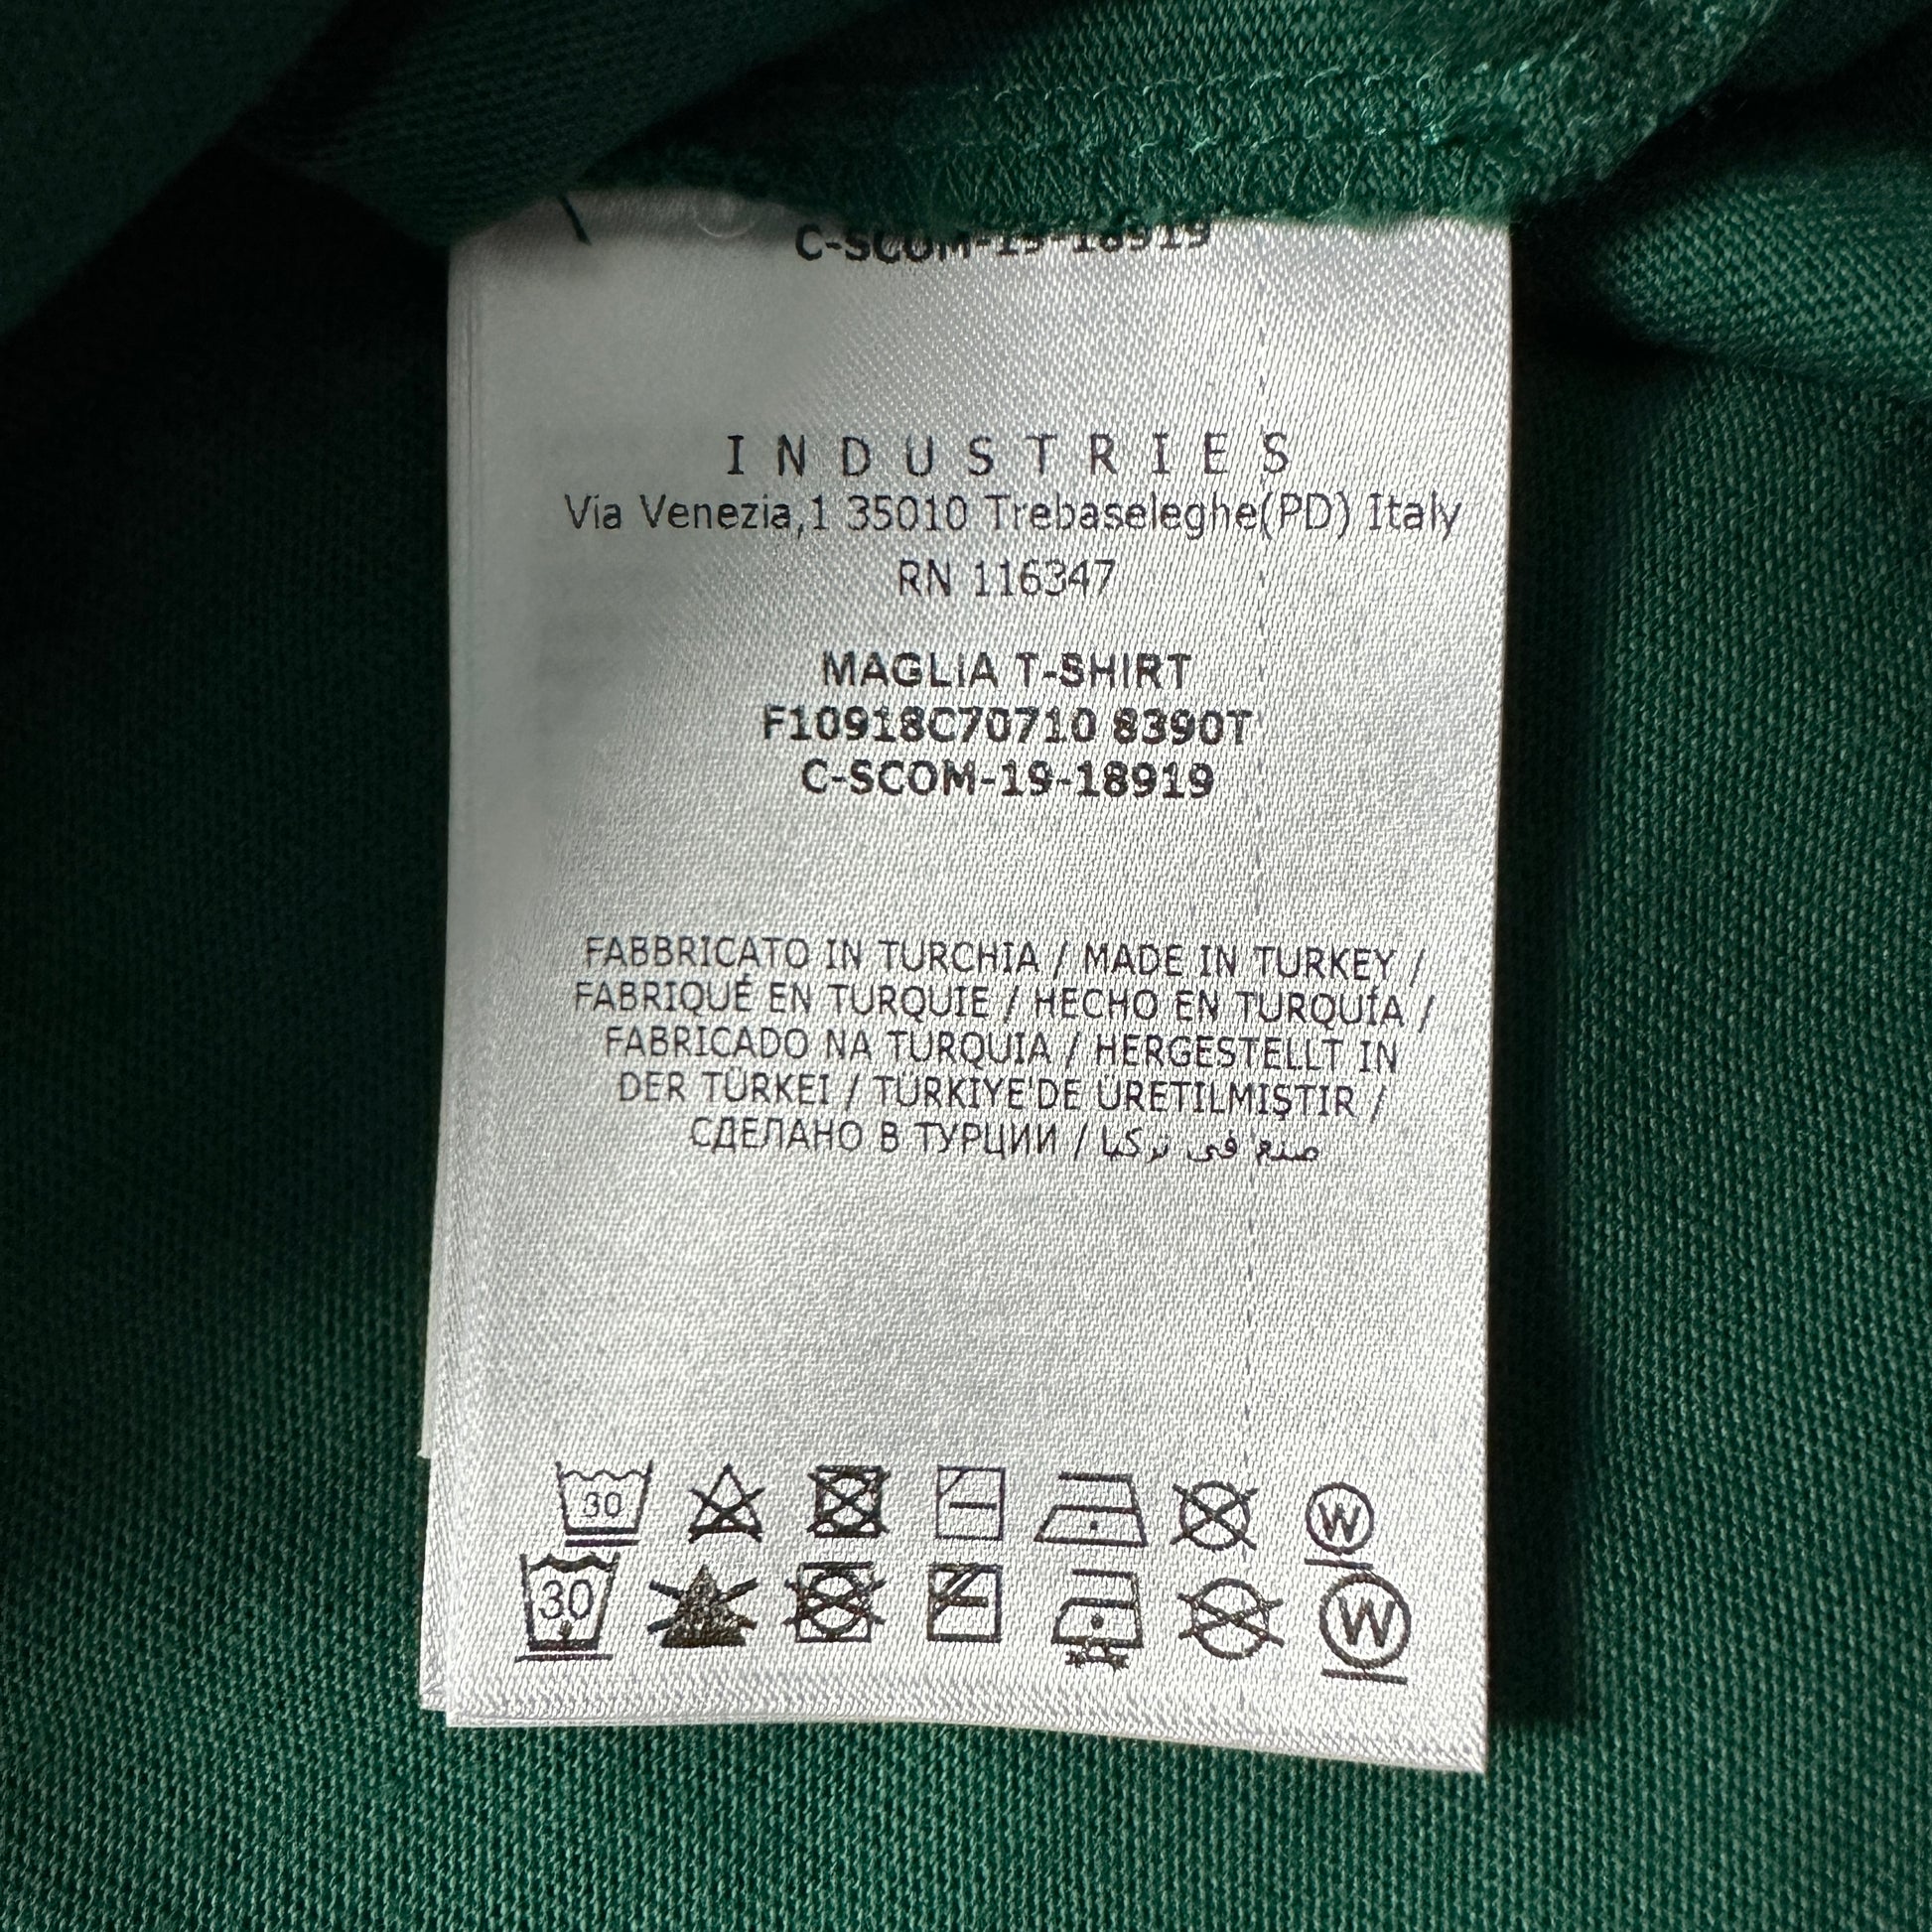 C-SCOM-19-18919
INDUSTRIES
Via Venezia,1 35010 Trebaseleghe(PD) Italy
RN 116347
MAGLIA T-SHIRT
F10918C70710 8390T
C-SCOM-19-18919
FABBRICATO IN TURCHIA / MADE IN TURKEY /
FABRIQUÉ EN TURQUIE / HECHO EN TURQUÍA /
FABRICADO NA TURQUIA / HERGESTELLT IN
DER TÜRKEI / TÜRKIYE'DE ÜRETILMIŞTIR /
СДЕЛАНО В ТУРЦИИ / صنع في تركيا
30 W
30 W